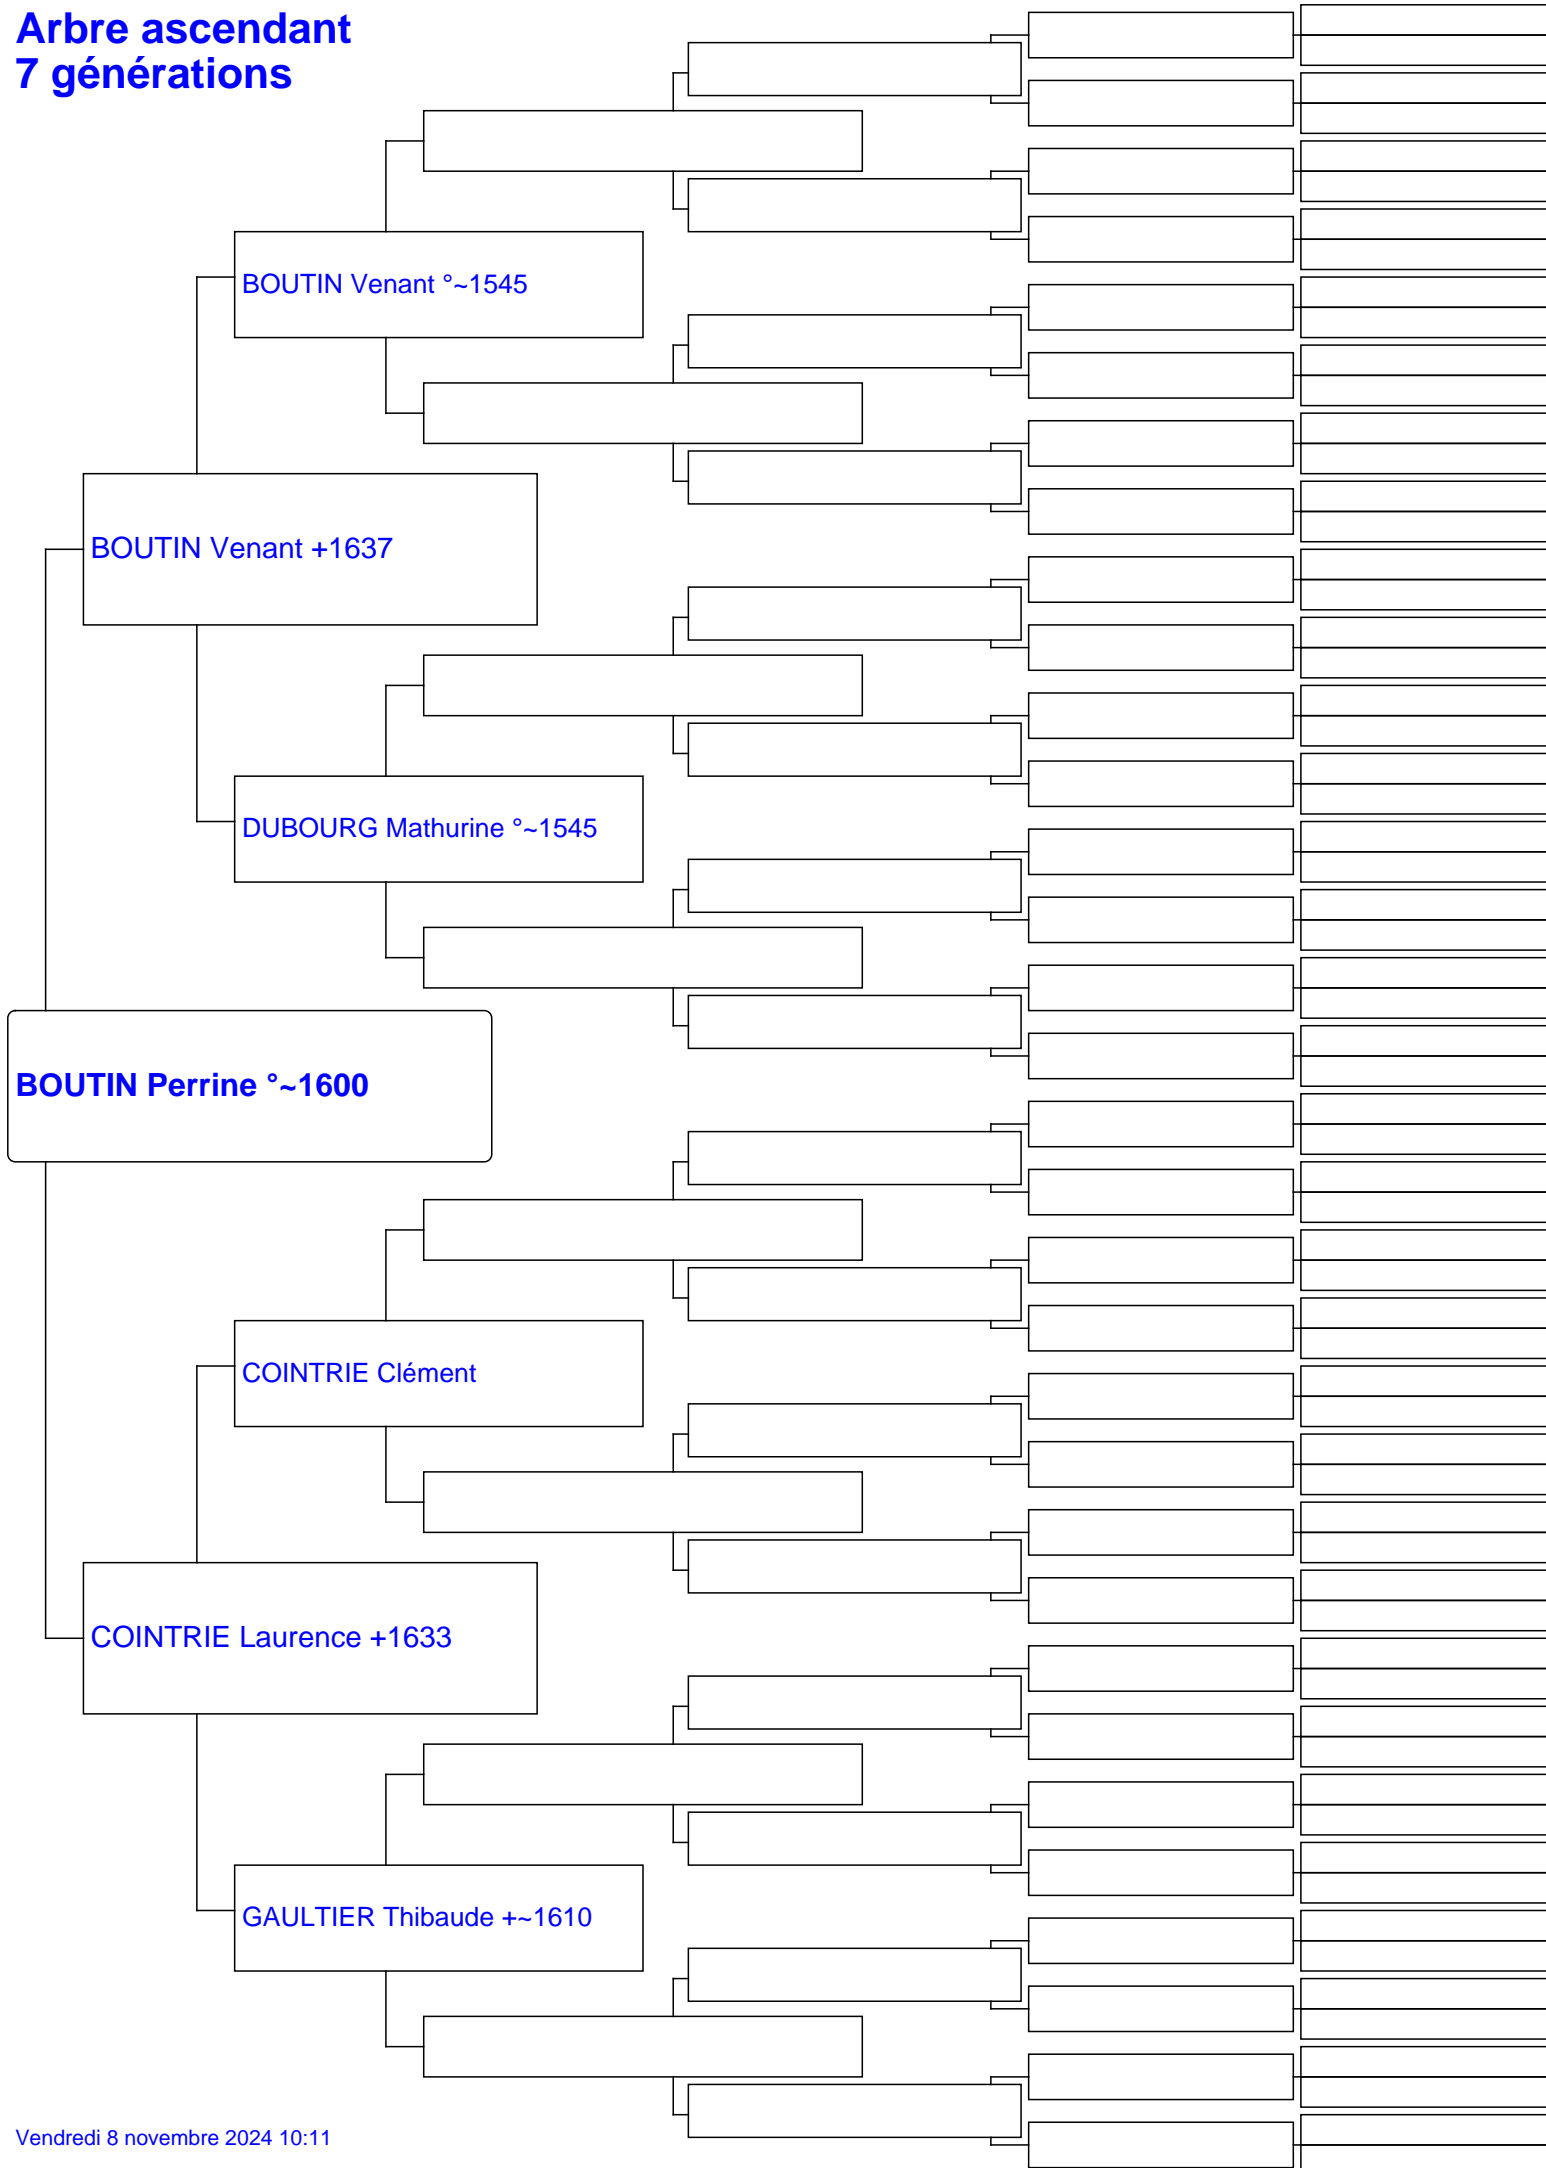 Arbre ascendant
7 générations
BOUTIN Venant °~1545
BOUTIN Venant +1637
DUBOURG Mathurine °~1545
BOUTIN Perrine °~1600
COINTRIE Clément
COINTRIE Laurence +1633
GAULTIER Thibaude +~1610
Vendredi 8 novembre 2024 10:11